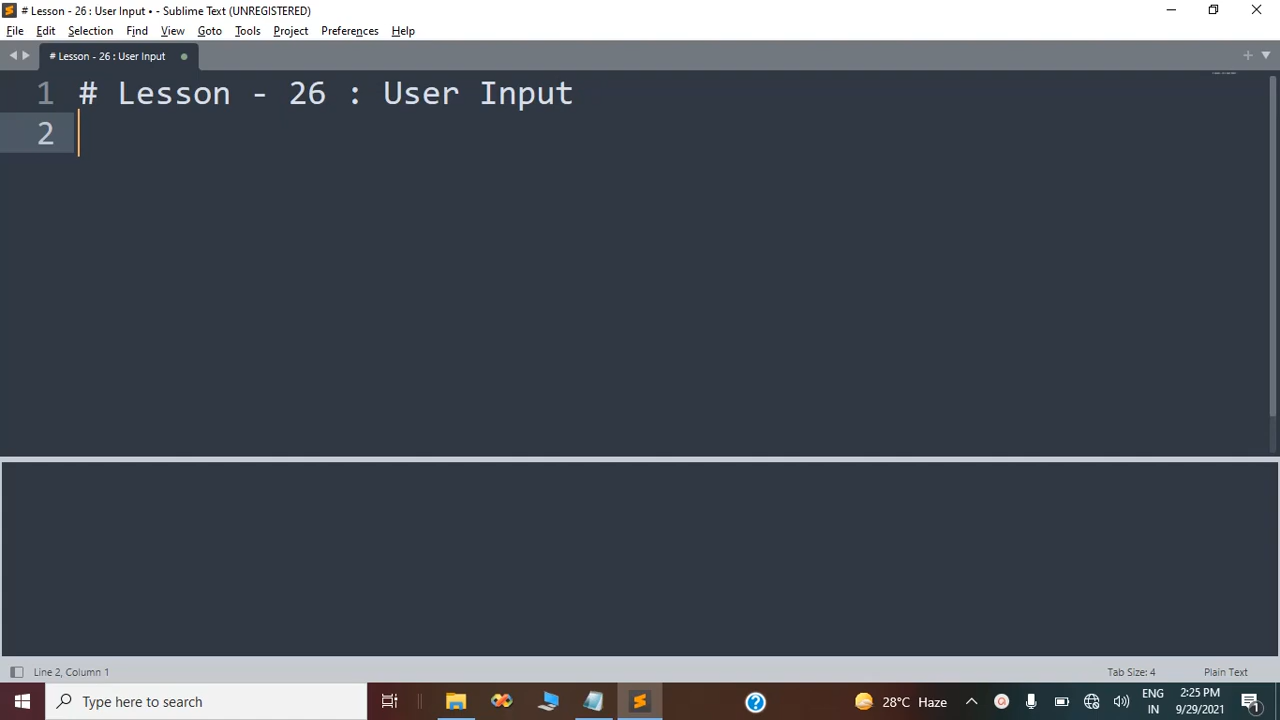 # Lesson - 26 : User Input • - Sublime Text (UNREGISTERED)
File Edit Selection Find View Goto Tools Project Preferences Help
# Lesson - 26 : User Input
1 # Lesson - 26 : User Input
2
Line 2, Column 1 Tab Size: 4 Plain Text
Type here to search
28°C Haze
ENG
IN
2:25 PM
9/29/2021
1